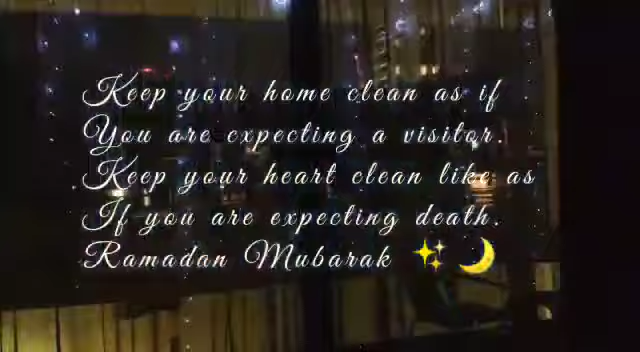 Keep your home clean as if
You are expecting a visitor.
Keep your heart clean like as
If you are expecting death.
Ramadan Mubarak ✨ 🌙